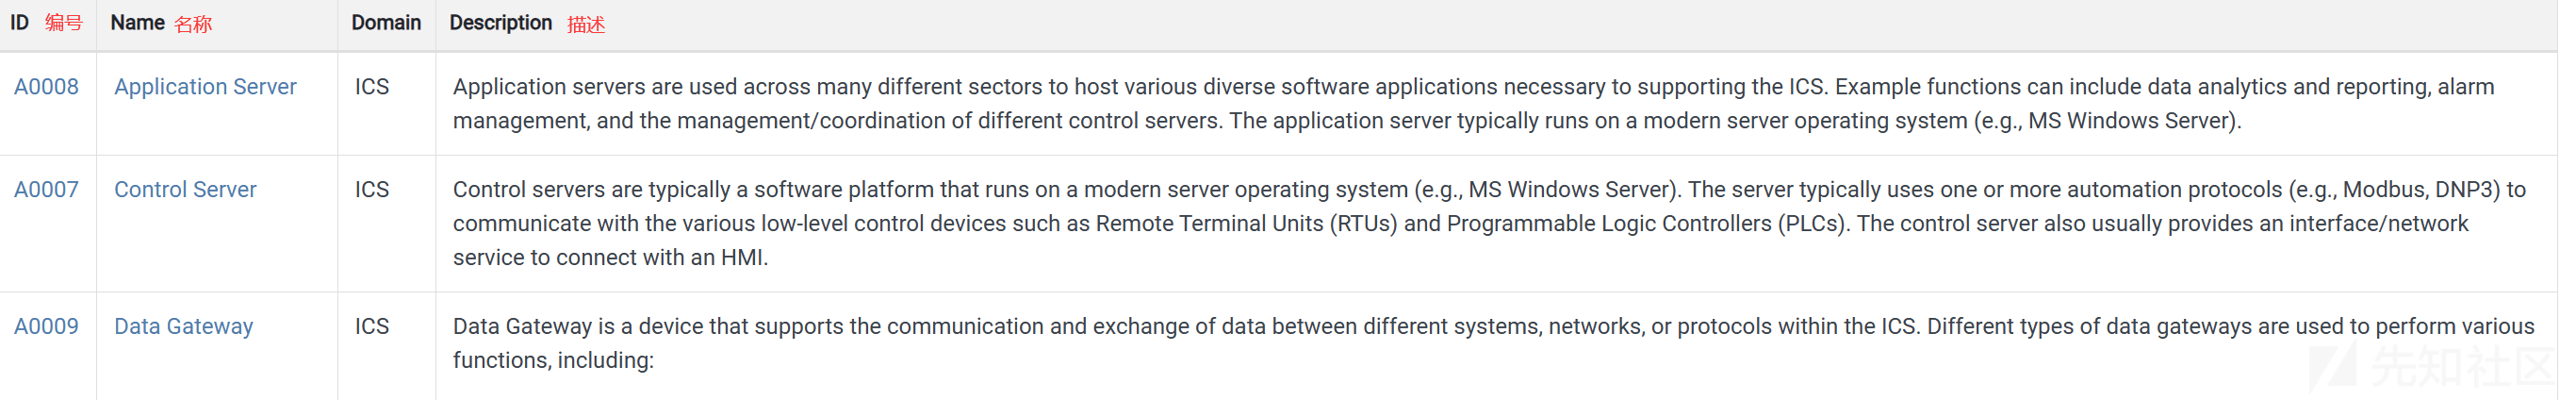 ID 编号 Name 名称 Domain Description 描述
A0008 Application Server ICS Application servers are used across many different sectors to host various diverse software applications necessary to supporting the ICS. Example functions can include data analytics and reporting, alarm
management, and the management/coordination of different control servers. The application server typically runs on a modern server operating system (e.g., MS Windows Server).
A0007 Control Server ICS Control servers are typically a software platform that runs on a modern server operating system (e.g., MS Windows Server). The server typically uses one or more automation protocols (e.g., Modbus, DNP3) to
communicate with the various low-level control devices such as Remote Terminal Units (RTUs) and Programmable Logic Controllers (PLCs). The control server also usually provides an interface/network
service to connect with an HMI.
A0009 Data Gateway ICS Data Gateway is a device that supports the communication and exchange of data between different systems, networks, or protocols within the ICS. Different types of data gateways are used to perform various
functions, including:
先知社区